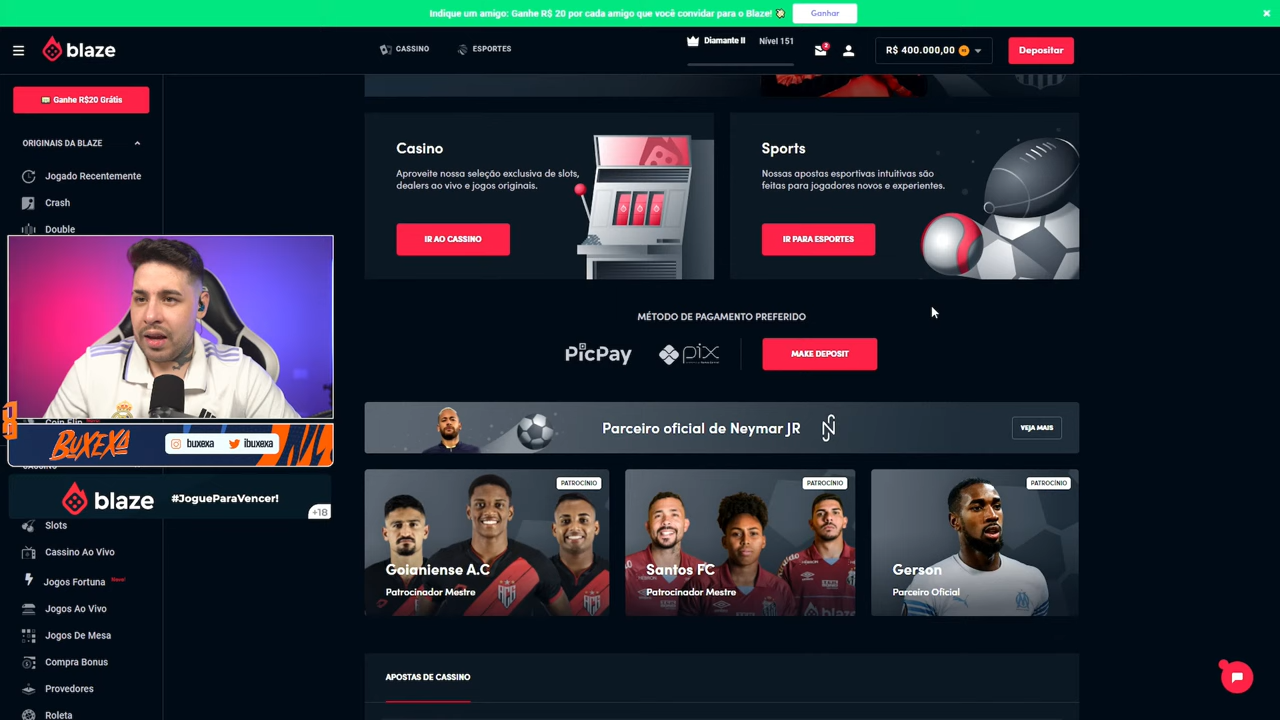 Indique um amigo: Ganhe R$ 20 por cada amigo que você convidar para o Blaze!
Ganhar
blaze
CASSINO
ESPORTES
Diamante II
Nível 151
R$ 400.000,00
Depositar
Ganhe R$20 Grátis
ORIGINAIS DA BLAZE
Jogado Recentemente
Crash
Double
Casino
Aproveite nossa seleção exclusiva de slots,
dealers ao vivo e jogos originais.
IR AO CASSINO
Sports
Nossas apostas esportivas intuitivas são
feitas para jogadores novos e experientes.
IR PARA ESPORTES
MÉTODO DE PAGAMENTO PREFERIDO
PicPay
pix
MAKE DEPOSIT
Parceiro oficial de Neymar JR
VEJA MAIS
BUXEXA
buxexa
ibuxexa
blaze
#JogueParaVencer!
+18
PATROCÍNIO
Goianiense A.C
Patrocinador Mestre
PATROCÍNIO
Santos FC
Patrocinador Mestre
PATROCÍNIO
Gerson
Parceiro Oficial
Slots
Cassino Ao Vivo
Jogos Fortuna New!
Jogos Ao Vivo
Jogos De Mesa
Compra Bonus
Provedores
Roleta
APOSTAS DE CASSINO